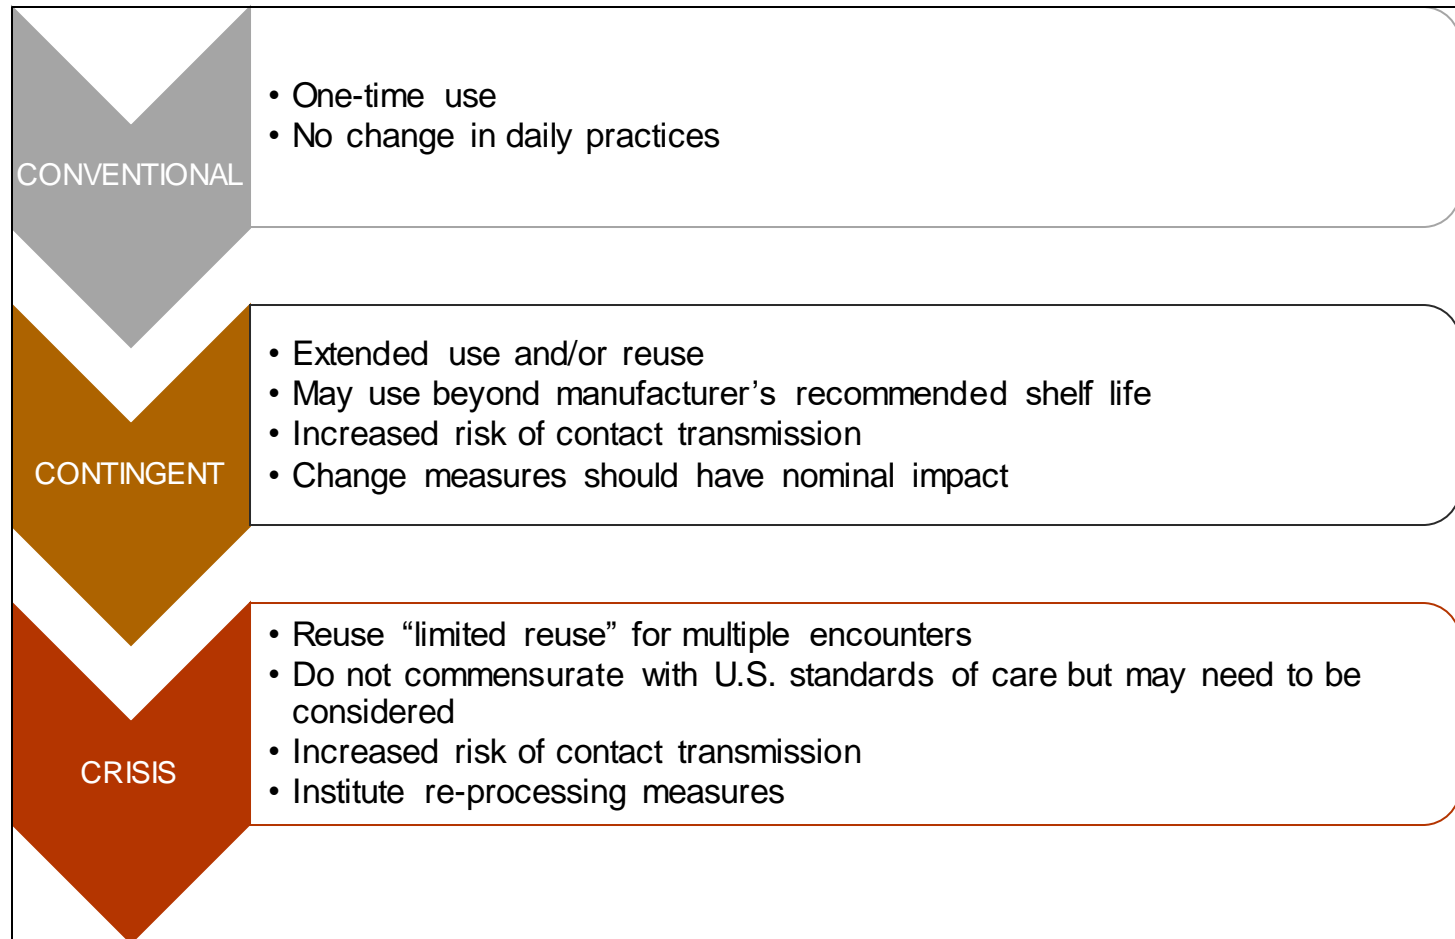 CONVENTIONAL
• One-time use
• No change in daily practices
CONTINGENT
• Extended use and/or reuse
• May use beyond manufacturer’s recommended shelf life
• Increased risk of contact transmission
• Change measures should have nominal impact
CRISIS
• Reuse “limited reuse” for multiple encounters
• Do not commensurate with U.S. standards of care but may need to be
considered
• Increased risk of contact transmission
• Institute re-processing measures